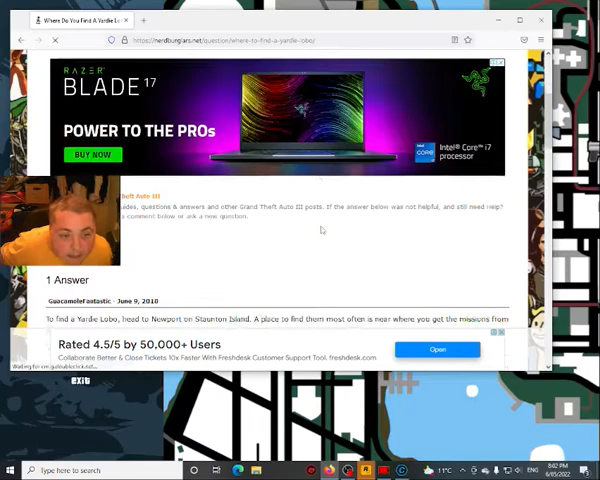 Where Do You Find A Yardie Lobo
https://nerdburglars.net/question/where-to-find-a-yardie-lobo/
RAZER
BLADE 17
POWER TO THE PROs
BUY NOW
intel
CORE
i7
Intel® Core™ i7
processor
heft Auto III
ides, questions & answers and other Grand Theft Auto III posts. If the answer below was not helpful, and still need Help?
s comment below or ask a new question.
1 Answer
GuacamoleFantastic - June 9, 2018
To find a Yardie Lobo, head to Newport on Staunton Island. A place to find them most often is near where you get the missions from
Rated 4.5/5 by 50,000+ Users
Collaborate Better & Close Tickets 10x Faster With Freshdesk Customer Support Tool. freshdesk.com
Open
exit
Type here to search
11°C
ENG
8:02 PM
6/05/2022